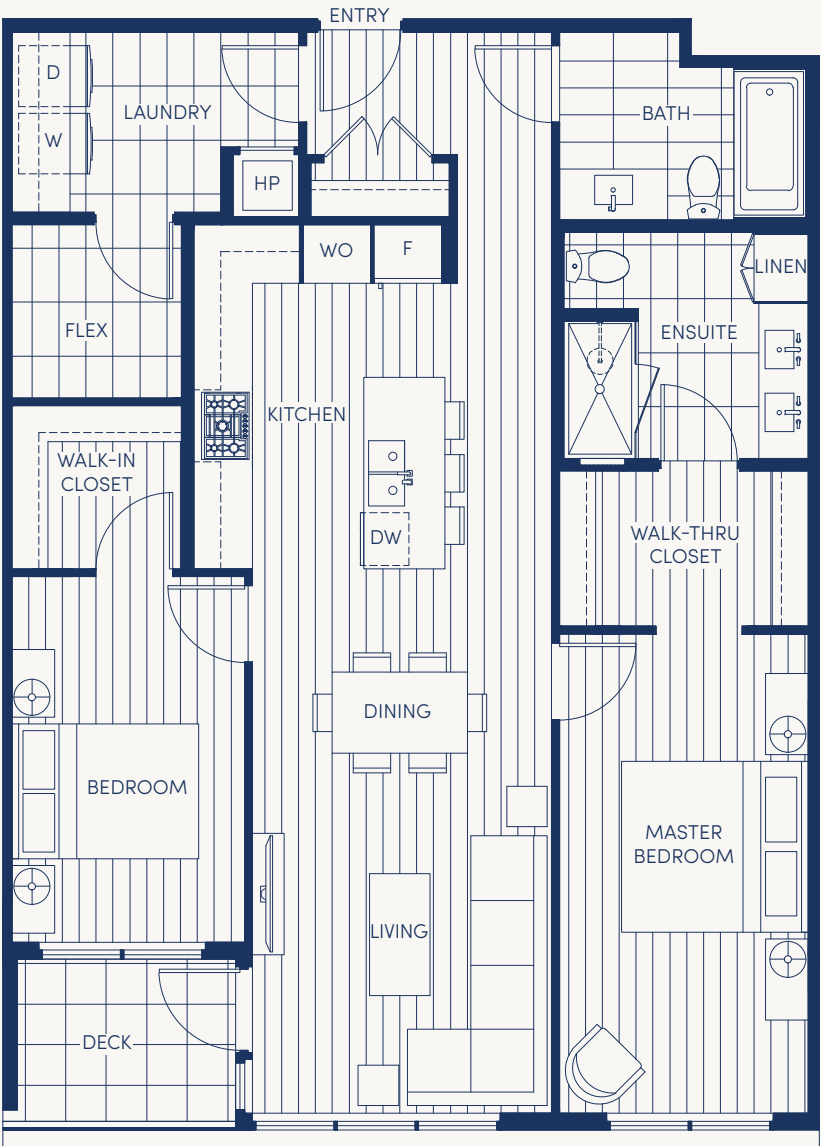 ENTRY
D
LAUNDRY
BATH
W
HP
WO
F
LINEN
FLEX
ENSUITE
KITCHEN
WALK-IN
CLOSET
DW
WALK-THRU
CLOSET
DINING
BEDROOM
MASTER
BEDROOM
LIVING
DECK